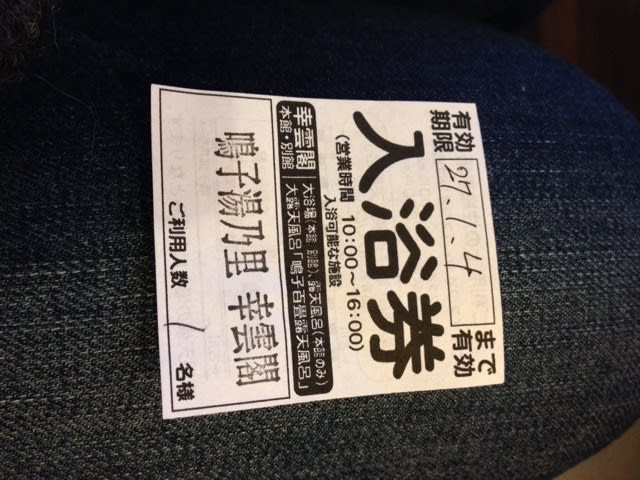 有効期限 27.1.4 まで有効
入浴券
(営業時間 10:00〜16:00)
入浴可能な施設
幸雲閣 本館・別館
大浴場(本館、別館)、露天風呂(本館のみ)
大露天風呂「鳴子百畳露天風呂」
鳴子湯乃里 幸雲閣
ご利用人数 1 名様